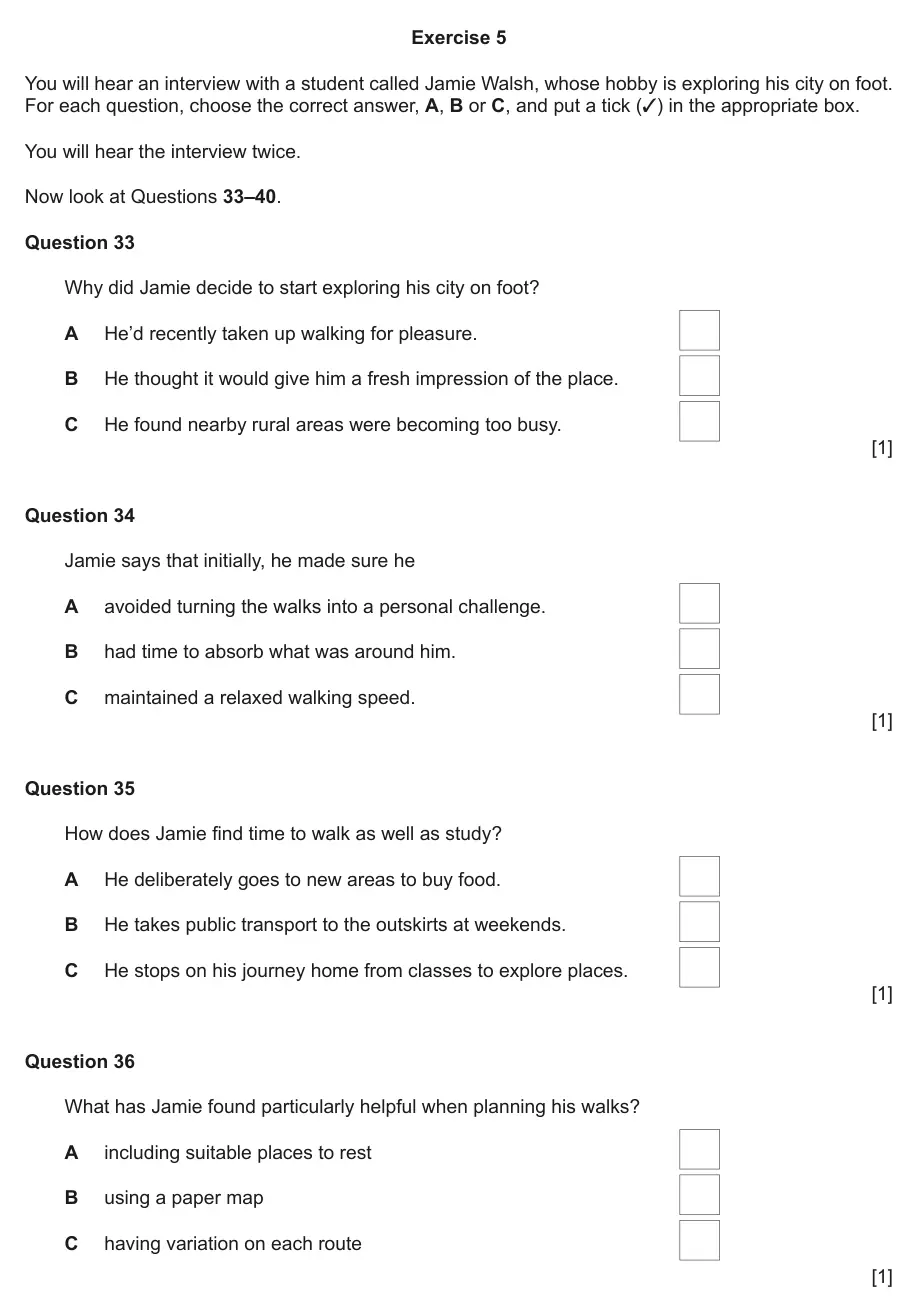 Exercise 5
You will hear an interview with a student called Jamie Walsh, whose hobby is exploring his city on foot.
For each question, choose the correct answer, A, B or C, and put a tick (✓) in the appropriate box.
You will hear the interview twice.
Now look at Questions 33–40.
Question 33
Why did Jamie decide to start exploring his city on foot?
A He’d recently taken up walking for pleasure.
B He thought it would give him a fresh impression of the place.
C He found nearby rural areas were becoming too busy.
[1]
Question 34
Jamie says that initially, he made sure he
A avoided turning the walks into a personal challenge.
B had time to absorb what was around him.
C maintained a relaxed walking speed.
[1]
Question 35
How does Jamie find time to walk as well as study?
A He deliberately goes to new areas to buy food.
B He takes public transport to the outskirts at weekends.
C He stops on his journey home from classes to explore places.
[1]
Question 36
What has Jamie found particularly helpful when planning his walks?
A including suitable places to rest
B using a paper map
C having variation on each route
[1]